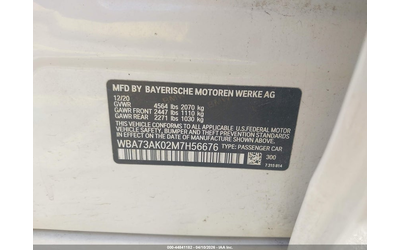 MFD BY BAYERISCHE MOTOREN WERKE AG
12/20
GVWR 4564 lbs 2070 kg
GAWR FRONT 2447 lbs 1110 kg
GAWR REAR 2271 lbs 1030 kg
THIS VEHICLE CONFORMS TO ALL APPLICABLE U.S. FEDERAL MOTOR
VEHICLE SAFETY, BUMPER, AND THEFT PREVENTION STANDARDS IN
EFFECT ON THE DATE OF MANUFACTURE SHOWN ABOVE.
WBA73AK02M7H56676 TYPE: PASSENGER CAR
300